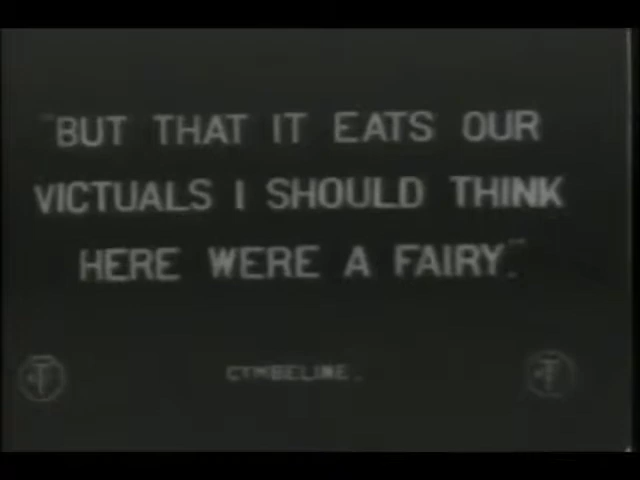 "BUT THAT IT EATS OUR
VICTUALS I SHOULD THINK
HERE WERE A FAIRY."
CYMBELINE.